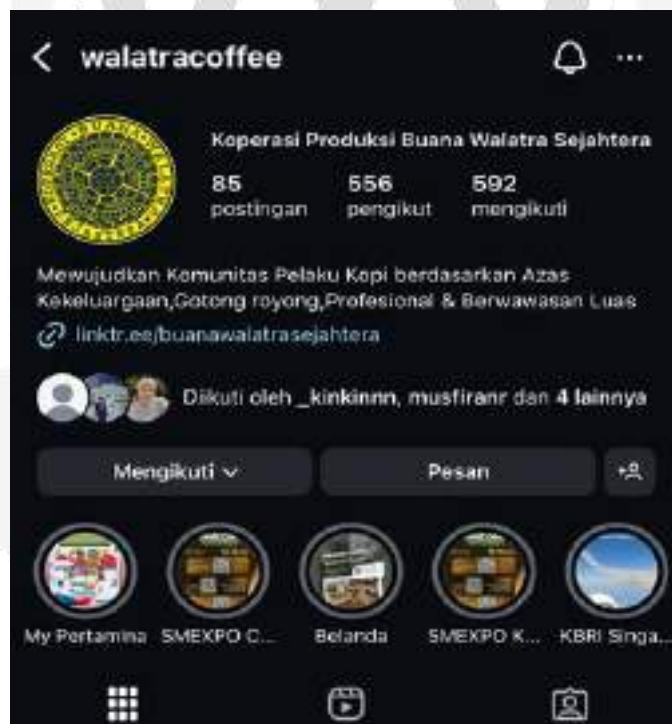 walatracoffee
Koperasi Produksi Buana Walatra Sejahtera
85 556 592
postingan pengikut mengikuti
Mewujudkan Komunitas Pelaku Kopi berdasarkan Azas
Kekeluargaan,Gotong royong,Profesional & Berwawasan Luas
linktr.ee/buanawalatrasejahtera
Diikuti oleh _kinkinnn, musfiranr dan 4 lainnya
Mengikuti Pesan
My Pertamina SMEXPO C... Belanda SMEXPO K... KBRI Singa...